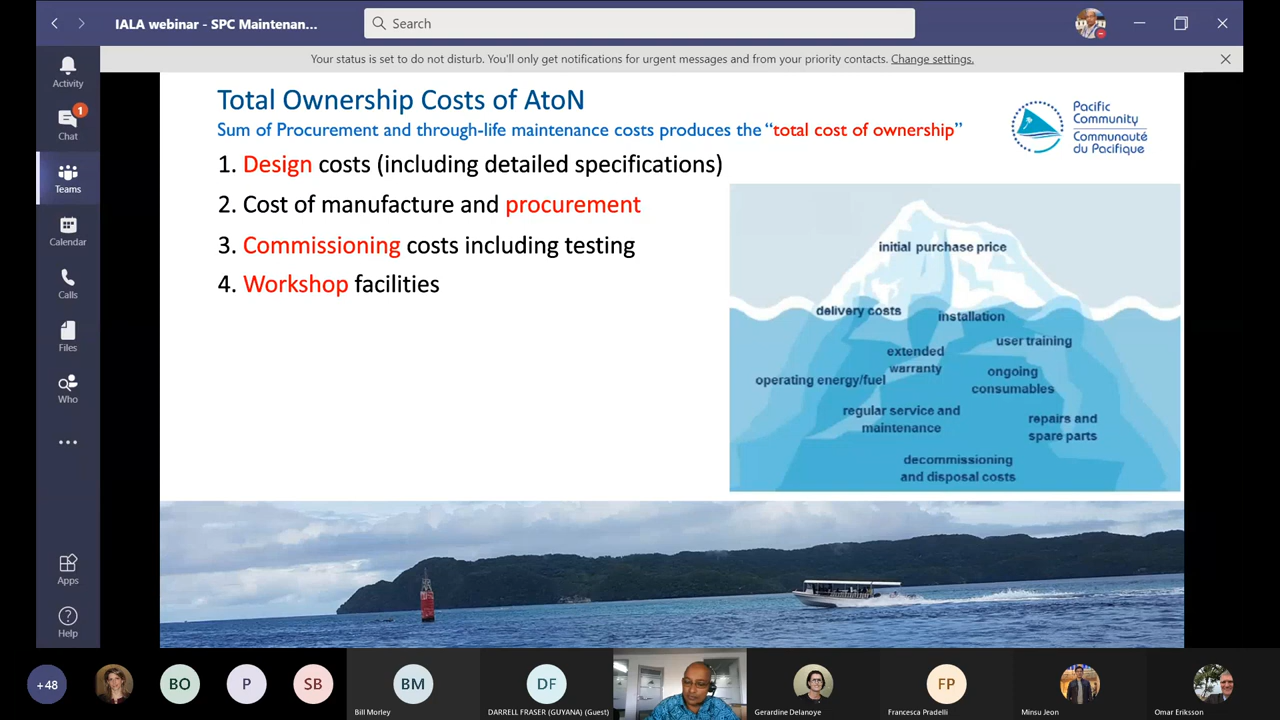 IALA webinar - SPC Maintenan...
Search
Your status is set to do not disturb. You'll only get notifications for urgent messages and from your priority contacts. Change settings.
Activity
1
Chat
Teams
Calendar
Calls
Files
Who
Apps
Help
Total Ownership Costs of AtoN
Sum of Procurement and through-life maintenance costs produces the "total cost of ownership"
Pacific
Community
Communauté
du Pacifique
1. Design costs (including detailed specifications)
2. Cost of manufacture and procurement
3. Commissioning costs including testing
4. Workshop facilities
initial purchase price
delivery costs
installation
user training
extended
warranty
operating energy/fuel
ongoing
consumables
regular service and
maintenance
repairs and
spare parts
decommissioning
and disposal costs
+48
BO
P
SB
BM
Bill Morley
DF
DARRELL FRASER (GUYANA) (Guest)
Gerardine Delanoye
FP
Francesca Pradelli
Minsu Jeon
Omar Eriksson